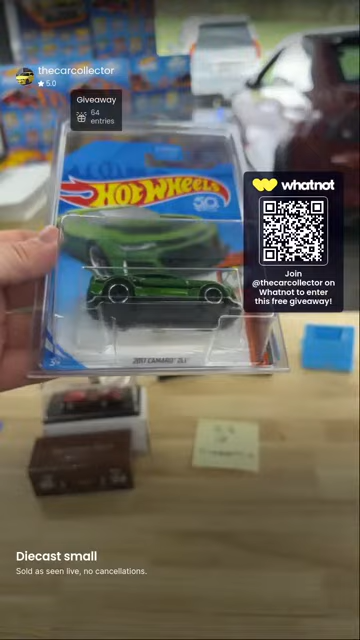 thecarcollector
★ 5.0
Giveaway
64
entries
HOT WHEELS
50
whatnot
Join
@thecarcollector on
Whatnot to enter
this free giveaway!
2017 CAMARO ZL1
Diecast small
Sold as seen live, no cancellations.